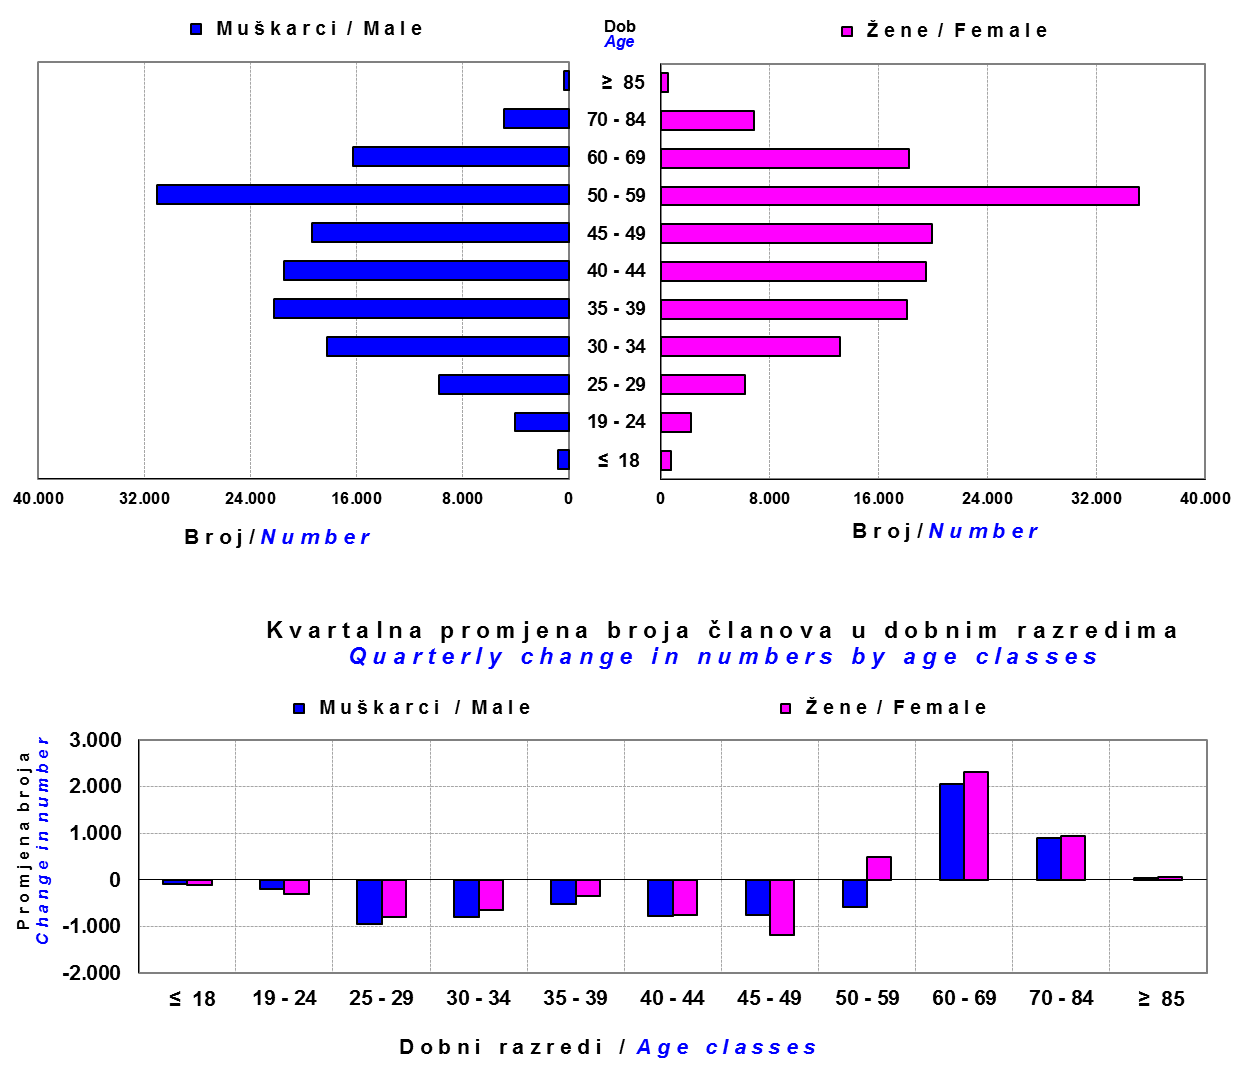 Muškarci / Male
Dob
Age
Žene / Female
≥ 85
70 - 84
60 - 69
50 - 59
45 - 49
40 - 44
35 - 39
30 - 34
25 - 29
19 - 24
≤ 18
40.000 32.000 24.000 16.000 8.000 0
0 8.000 16.000 24.000 32.000 40.000
Broj/Number
Broj/Number
Kvartalna promjena broja članova u dobnim razredima
Quarterly change in numbers by age classes
Muškarci / Male
Žene / Female
Promjena broja
Change in number
3.000
2.000
1.000
0
-1.000
-2.000
≤ 18 19 - 24 25 - 29 30 - 34 35 - 39 40 - 44 45 - 49 50 - 59 60 - 69 70 - 84 ≥ 85
Dobni razredi / Age classes